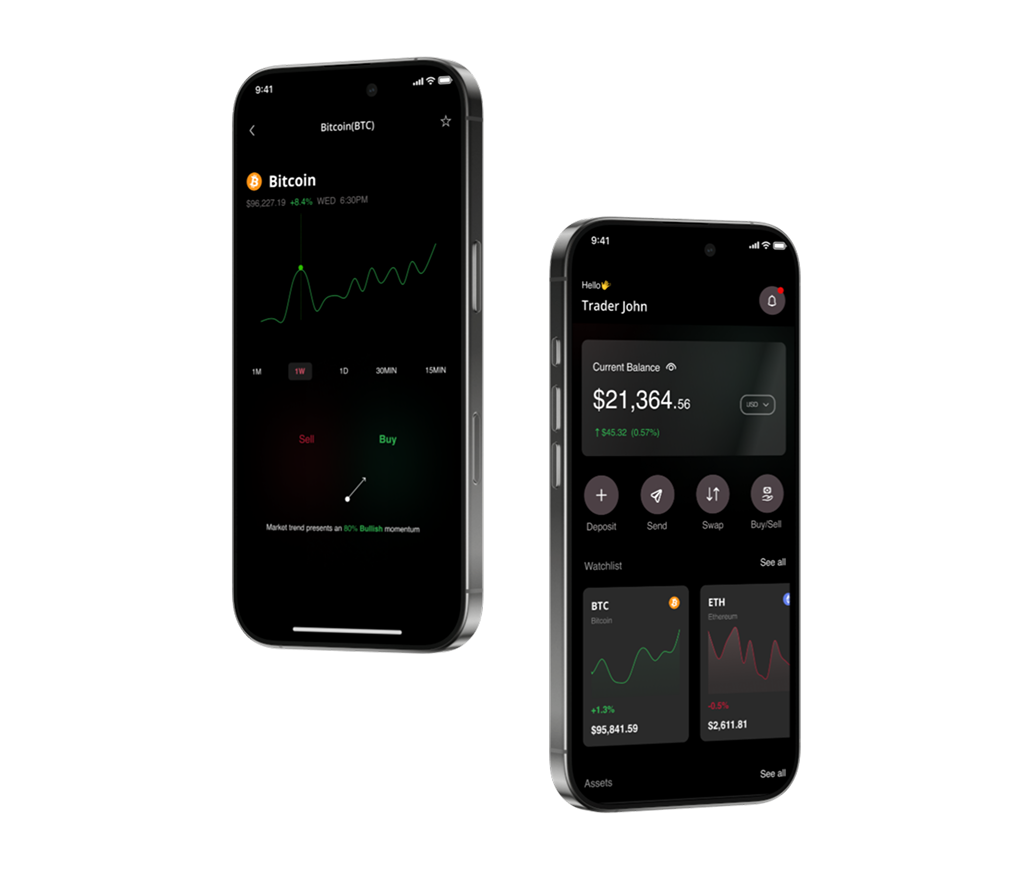 9:41
Bitcoin(BTC)
Bitcoin
$96,227.19 +8.4% WED 6:30PM
1M 1W 1D 30MIN 15MIN
Sell Buy
Market trend presents an 80% Bullish momentum
9:41
Hello👋
Trader John
Current Balance
$21,364.56
USD
↑$45.32 (0.57%)
Deposit Send Swap Buy/Sell
Watchlist See all
BTC
Bitcoin
+1.3%
$95,841.59
ETH
Ethereum
-0.5%
$2,611.81
Assets See all